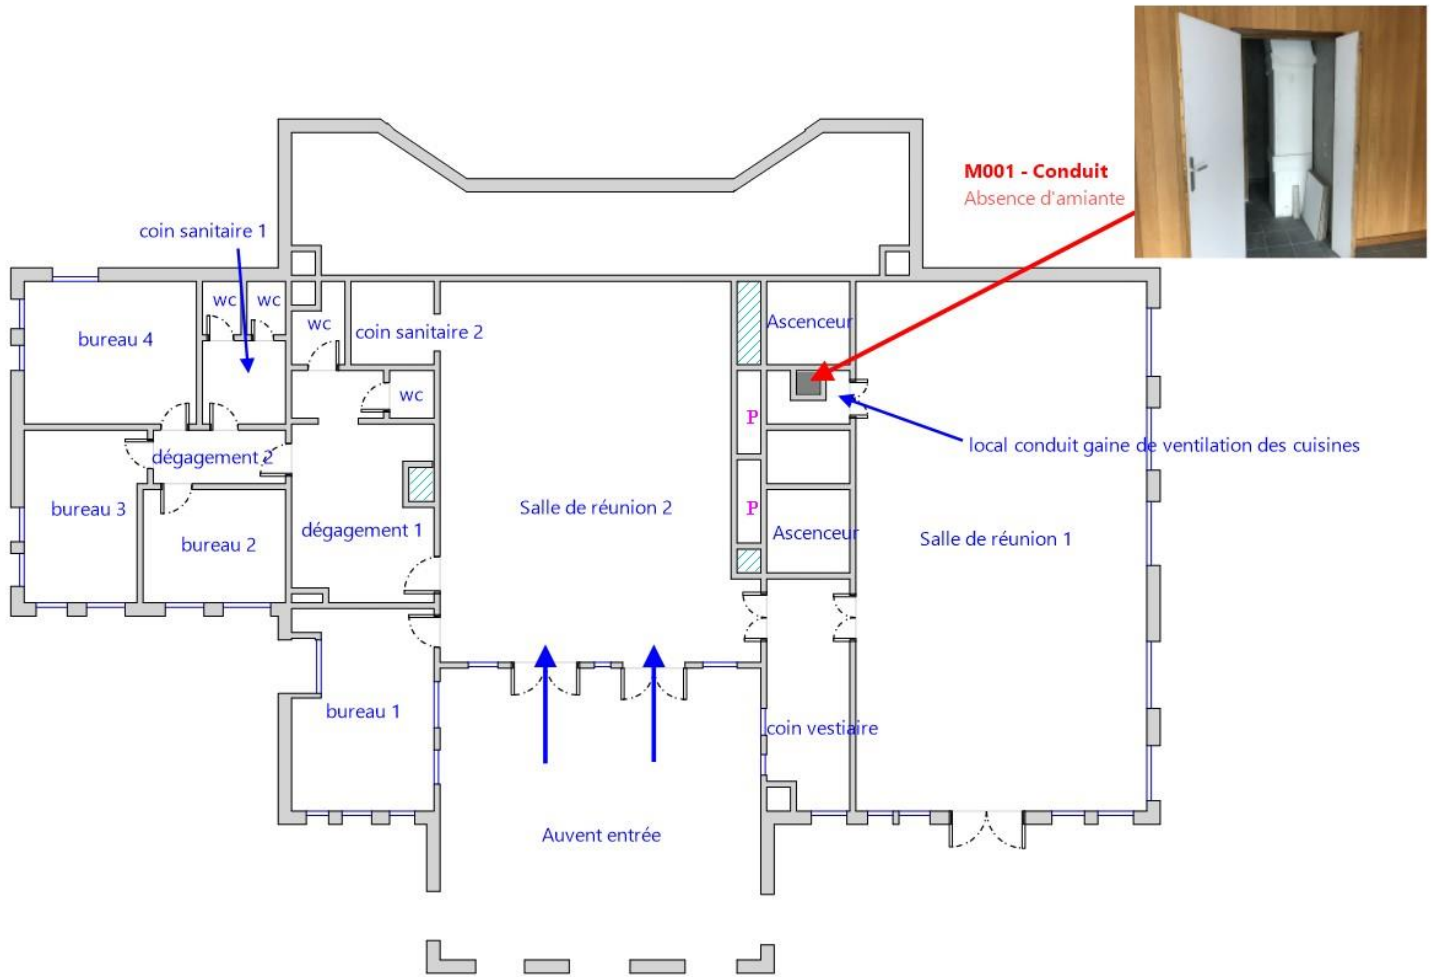 M001 - Conduit
Absence d'amiante
coin sanitaire 1
wc
wc
wc
bureau 4
coin sanitaire 2
Ascenceur
wc
P
local conduit gaine de ventilation des cuisines
dégagement 2
bureau 3
Salle de réunion 2
P
dégagement 1
Ascenceur
Salle de réunion 1
bureau 2
bureau 1
coin vestiaire
Auvent entrée